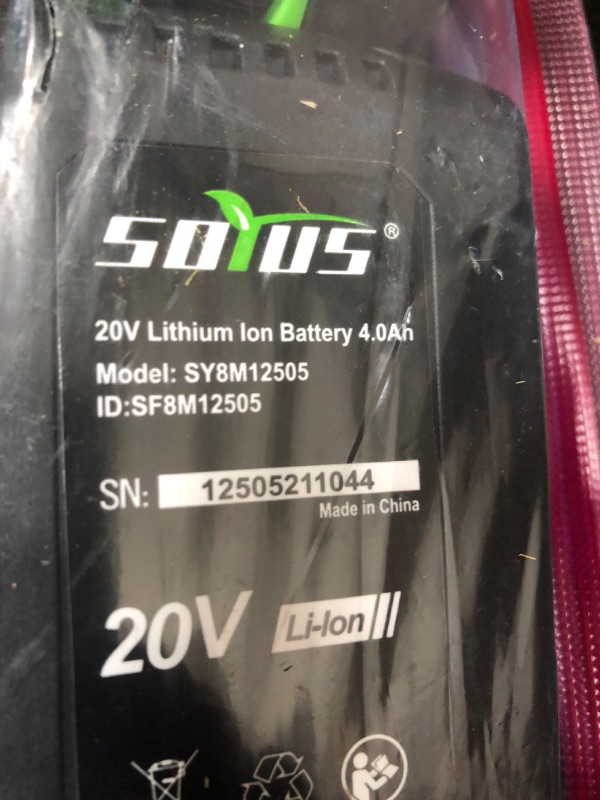 SOYUS®
20V Lithium Ion Battery 4.0Ah
Model: SY8M12505
ID:SF8M12505
SN: 12505211044
Made in China
20V Li-Ion